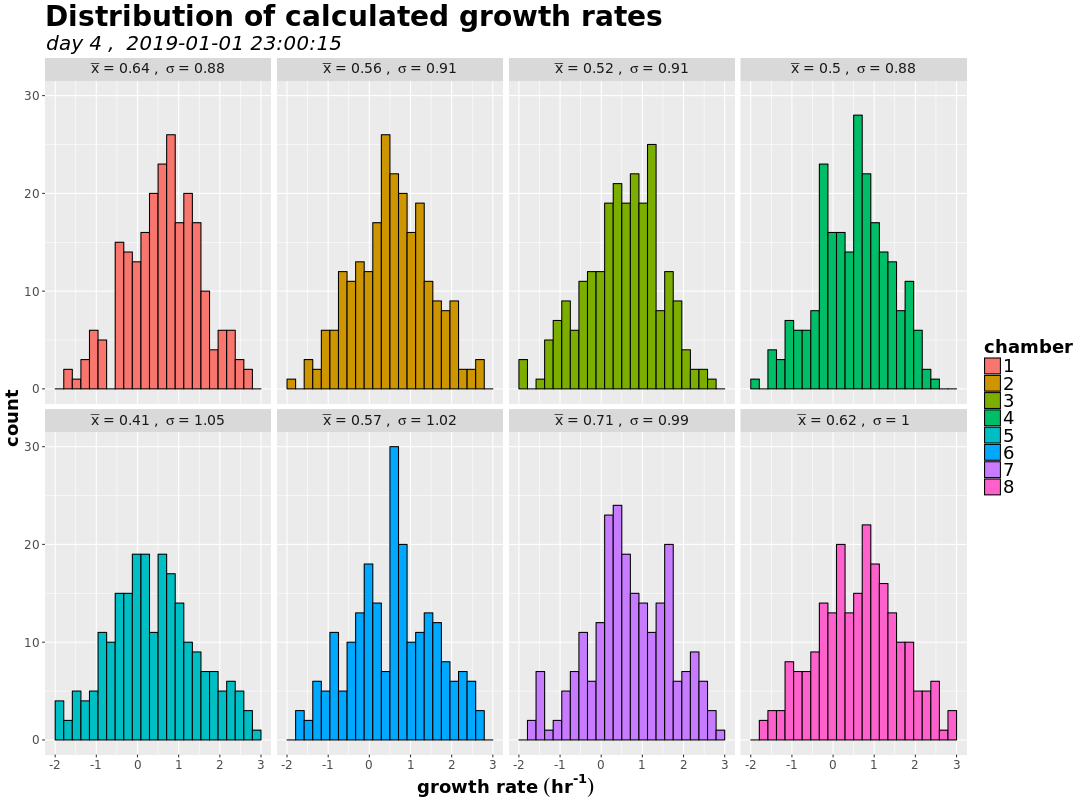 Distribution of calculated growth rates
day 4 ,  2019-01-01 23:00:15
x̅ = 0.64 ,  σ = 0.88
x̅ = 0.56 ,  σ = 0.91
x̅ = 0.52 ,  σ = 0.91
x̅ = 0.5 ,  σ = 0.88
30
20
10
0
x̅ = 0.41 ,  σ = 1.05
x̅ = 0.57 ,  σ = 1.02
x̅ = 0.71 ,  σ = 0.99
x̅ = 0.62 ,  σ = 1
30
20
10
0
-2 -1 0 1 2 3
-2 -1 0 1 2 3
-2 -1 0 1 2 3
-2 -1 0 1 2 3
count
growth rate (hr⁻¹)
chamber
1
2
3
4
5
6
7
8